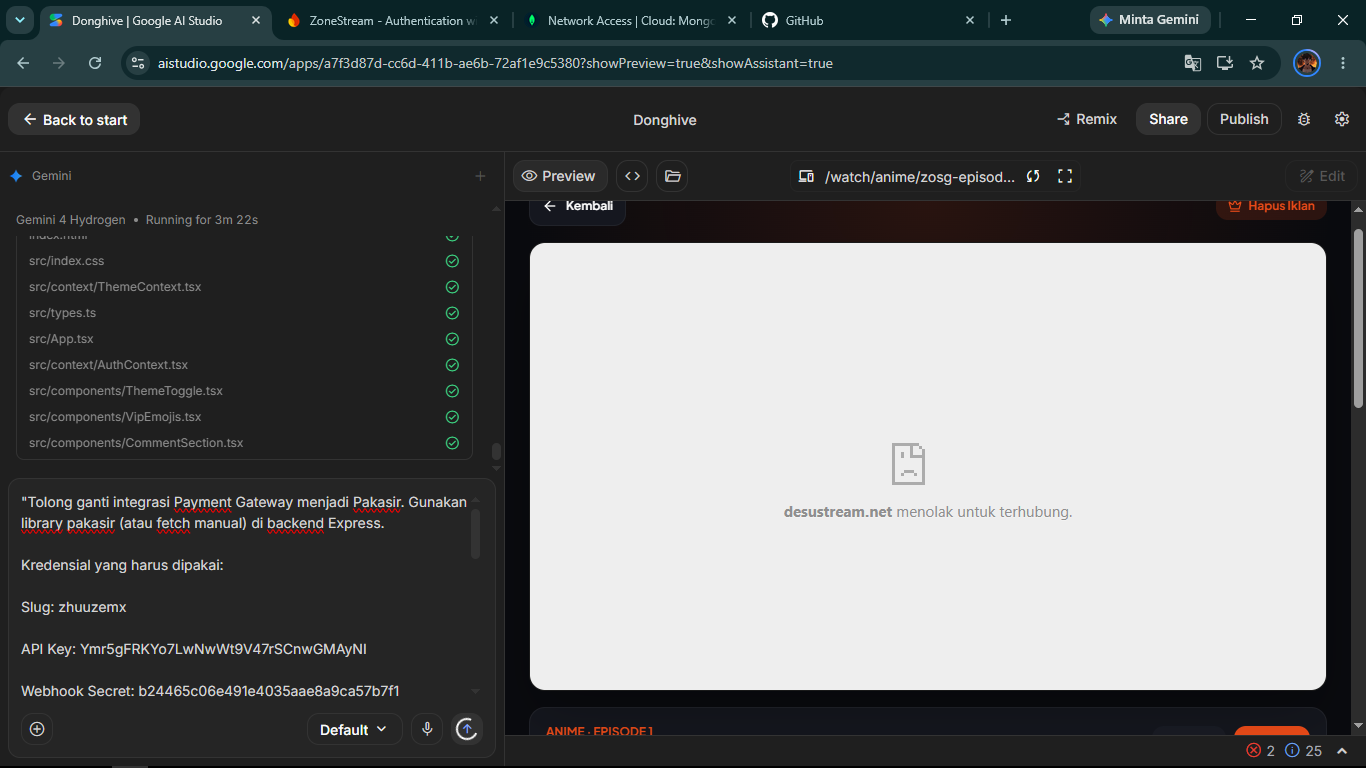 Donghive | Google AI Studio
ZoneStream - Authentication w
Network Access | Cloud: Mongo
GitHub
Minta Gemini
aistudio.google.com/apps/a7f3d87d-cc6d-411b-ae6b-72af1e9c5380?showPreview=true&showAssistant=true
Back to start
Donghive
Remix
Share
Publish
Gemini
Preview
/watch/anime/zosg-episod...
Edit
Gemini 4 Hydrogen • Running for 3m 22s
index.html
src/index.css
src/context/ThemeContext.tsx
src/types.ts
src/App.tsx
src/context/AuthContext.tsx
src/components/ThemeToggle.tsx
src/components/VipEmojis.tsx
src/components/CommentSection.tsx
"Tolong ganti integrasi Payment Gateway menjadi Pakasir. Gunakan
library pakasir (atau fetch manual) di backend Express.
Kredensial yang harus dipakai:
Slug: zhuuzemx
API Key: Ymr5gFRKYo7LwNwWt9V47rSCnwGMAyNI
Webhook Secret: b24465c06e491e4035aae8a9ca57b7f1
Default
Kembali
Hapus Iklan
desustream.net menolak untuk terhubung.
ANIME · EPISODE 1
2
25